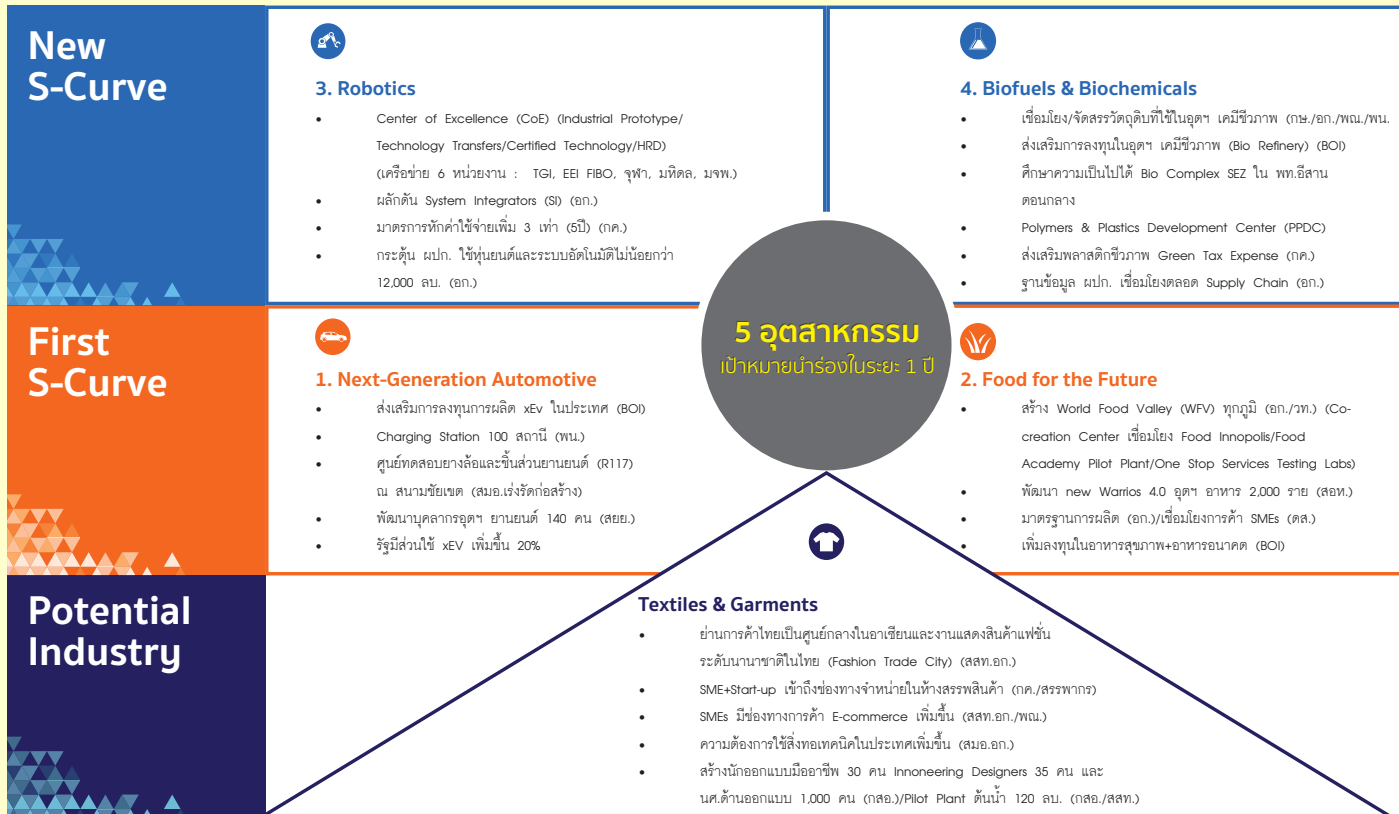 New
S-Curve
3. Robotics
• Center of Excellence (CoE) (Industrial Prototype/
Technology Transfers/Certified Technology/HRD)
(เครือข่าย 6 หน่วยงาน : TGI, EEI FIBO, จุฬา, มหิดล, มจพ.)
• ผลักดัน System Integrators (SI) (อก.)
• มาตรการหักค่าใช้จ่ายเพิ่ม 3 เท่า (5ปี) (กค.)
• กระตุ้น ผปก. ใช้หุ่นยนต์และระบบอัตโนมัติไม่น้อยกว่า
12,000 ลบ. (อก.)
4. Biofuels & Biochemicals
• เชื่อมโยง/จัดสรรวัตถุดิบที่ใช้ในอุตฯ เคมีชีวภาพ (กษ./อก./พณ./พน.
• ส่งเสริมการลงทุนในอุตฯ เคมีชีวภาพ (Bio Refinery) (BOI)
• ศึกษาความเป็นไปได้ Bio Complex SEZ ใน พท.อีสาน
ตอนกลาง
• Polymers & Plastics Development Center (PPDC)
• ส่งเสริมพลาสติกชีวภาพ Green Tax Expense (กค.)
• ฐานข้อมูล ผปก. เชื่อมโยงตลอด Supply Chain (อก.)
5 อุตสาหกรรม
เป้าหมายนำร่องในระยะ 1 ปี
First
S-Curve
1. Next-Generation Automotive
• ส่งเสริมการลงทุนการผลิต xEv ในประเทศ (BOI)
• Charging Station 100 สถานี (พน.)
• ศูนย์ทดสอบยางล้อและชิ้นส่วนยานยนต์ (R117)
ณ สนามชัยเขต (สมอ.เร่งรัดก่อสร้าง)
• พัฒนาบุคลากรอุตฯ ยานยนต์ 140 คน (สยย.)
• รัฐมีส่วนใช้ xEV เพิ่มขึ้น 20%
2. Food for the Future
• สร้าง World Food Valley (WFV) ทุกภูมิ (อก./วท.) (Co-
creation Center เชื่อมโยง Food Innopolis/Food
Academy Pilot Plant/One Stop Services Testing Labs)
• พัฒนา new Warrios 4.0 อุตฯ อาหาร 2,000 ราย (สอห.)
• มาตรฐานการผลิต (อก.)/เชื่อมโยงการค้า SMEs (ดส.)
• เพิ่มลงทุนในอาหารสุขภาพ+อาหารอนาคต (BOI)
Potential
Industry
Textiles & Garments
• ย่านการค้าไทยเป็นศูนย์กลางในอาเซียนและงานแสดงสินค้าแฟชั่น
ระดับนานาชาติในไทย (Fashion Trade City) (สสท.อก.)
• SME+Start-up เข้าถึงช่องทางจำหน่ายในห้างสรรพสินค้า (กค./สรรพากร)
• SMEs มีช่องทางการค้า E-commerce เพิ่มขึ้น (สสท.อก./พณ.)
• ความต้องการใช้สิ่งทอเทคนิคในประเทศเพิ่มขึ้น (สมอ.อก.)
• สร้างนักออกแบบมืออาชีพ 30 คน Innoneering Designers 35 คน และ
นศ.ด้านออกแบบ 1,000 คน (กสอ.)/Pilot Plant ต้นน้ำ 120 ลบ. (กสอ./สสท.)